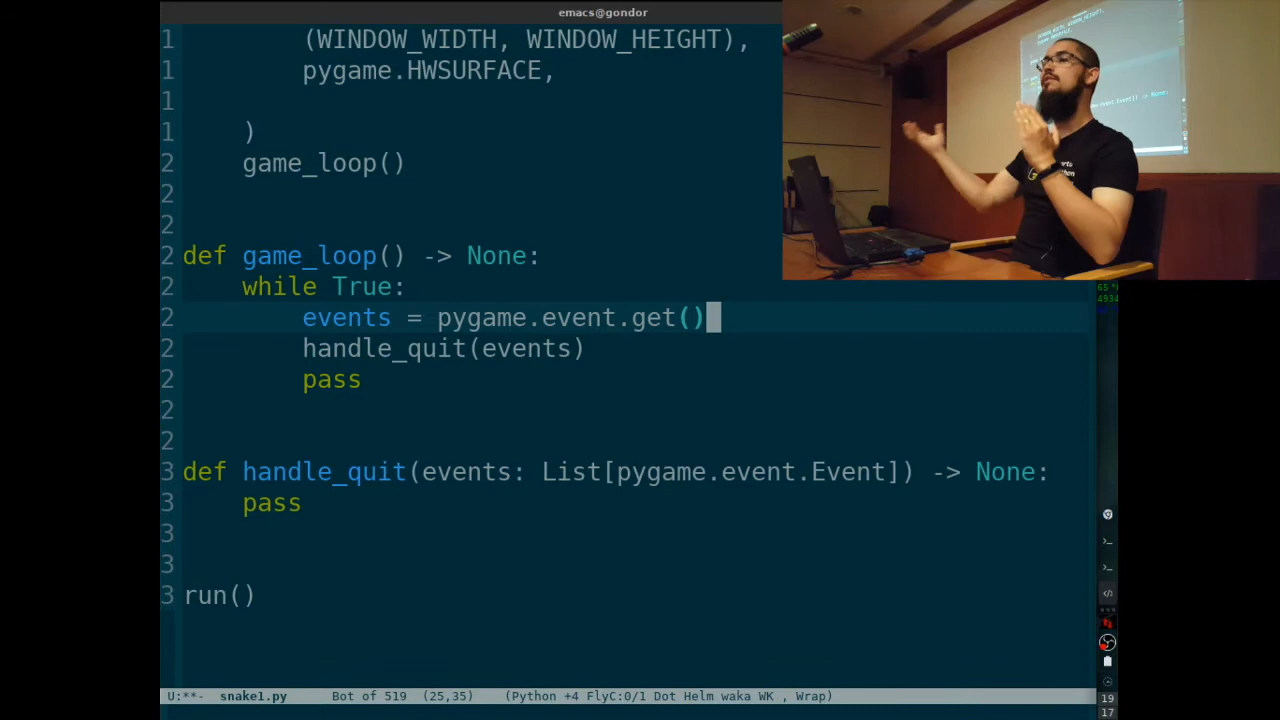 emacs@gondor
1 (WINDOW_WIDTH, WINDOW_HEIGHT),
1 pygame.HWSURFACE,
1
1 )
2 game_loop()
2
2
2 def game_loop() -> None:
2 while True:
2 events = pygame.event.get()
2 handle_quit(events)
2 pass
2
2
3 def handle_quit(events: List[pygame.event.Event]) -> None:
3 pass
3
3
3 run()
U:**- snake1.py Bot of 519 (25,35) (Python +4 FlyC:0/1 Dot Helm waka WK , Wrap)
19
17